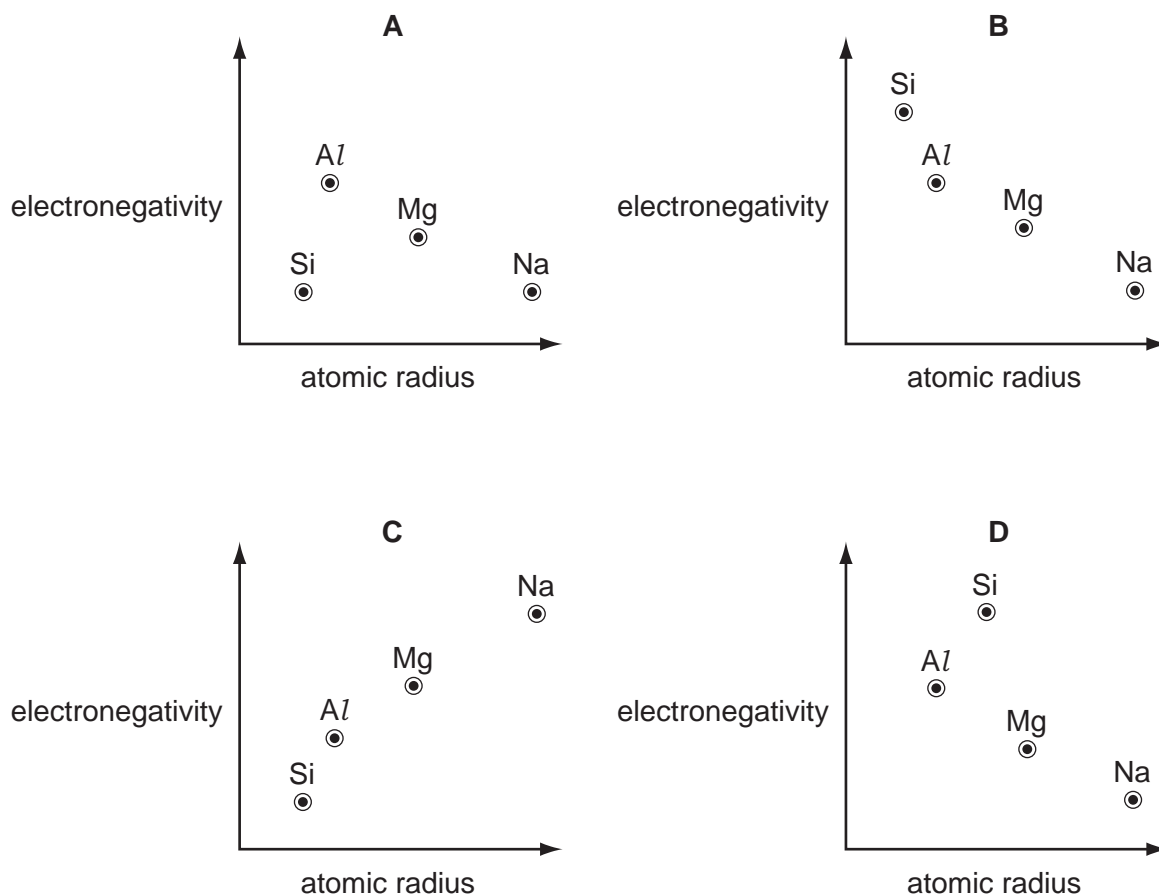 A
Si
Al
Mg
Na
electronegativity
atomic radius
B
Si
Al
Mg
Na
electronegativity
atomic radius
C
Na
Mg
Al
Si
electronegativity
atomic radius
D
Si
Al
Mg
Na
electronegativity
atomic radius